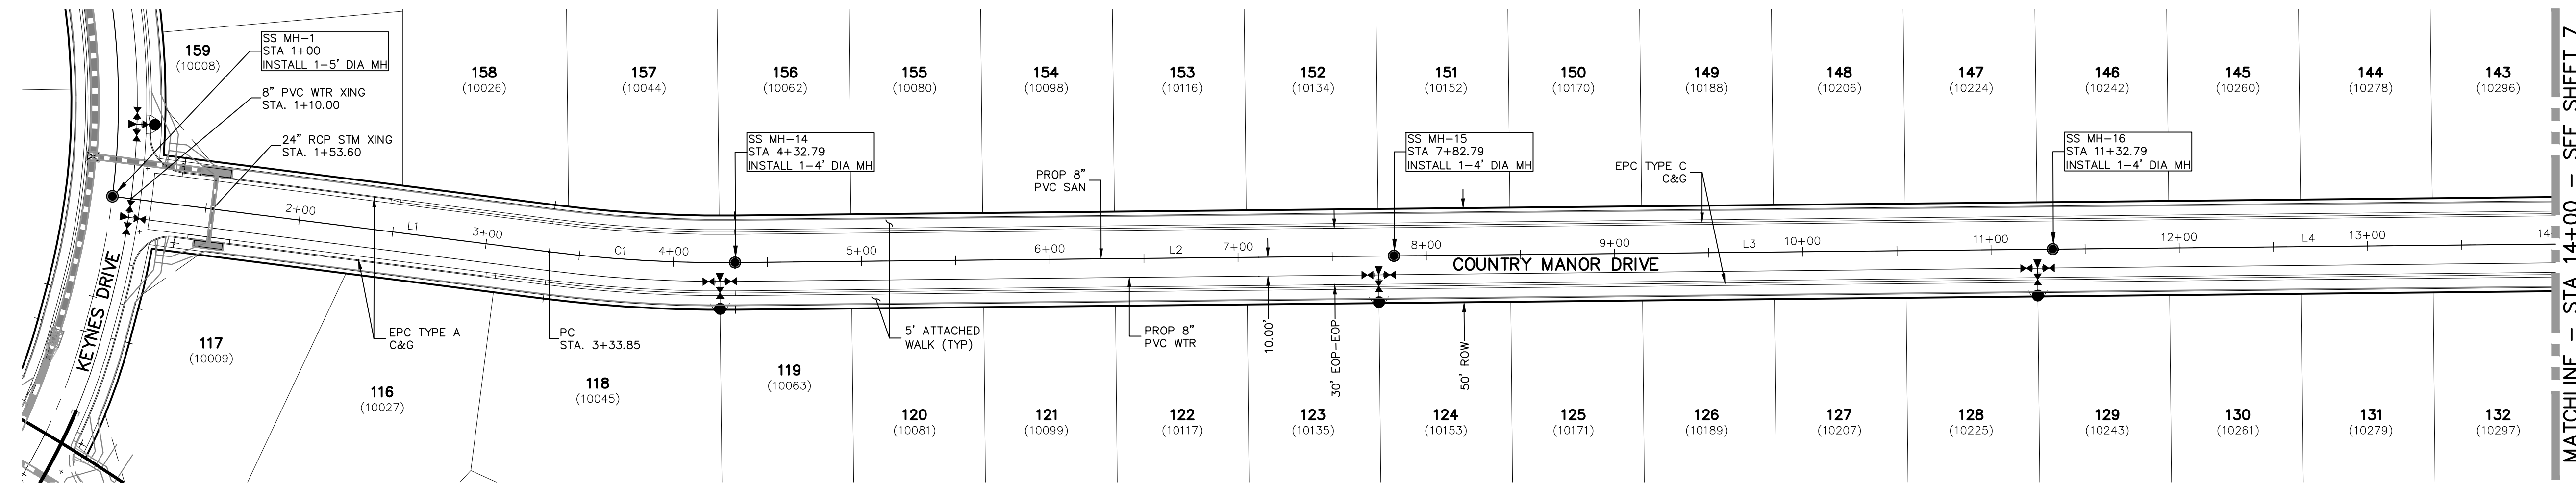 159
(10008)
SS MH-1
STA 1+00
INSTALL 1-5' DIA MH
8" PVC WTR XING
STA. 1+10.00
24" RCP STM XING
STA. 1+53.60
158
(10026)
157
(10044)
156
(10062)
155
(10080)
154
(10098)
153
(10116)
152
(10134)
151
(10152)
150
(10170)
149
(10188)
148
(10206)
147
(10224)
146
(10242)
145
(10260)
144
(10278)
143
(10296)
SS MH-14
STA 4+32.79
INSTALL 1-4' DIA MH
SS MH-15
STA 7+82.79
INSTALL 1-4' DIA MH
SS MH-16
STA 11+32.79
INSTALL 1-4' DIA MH
PROP 8"
PVC SAN
EPC TYPE C
C&G
2+00
L1
3+00
C1
4+00
5+00
6+00
L2
7+00
8+00
9+00
L3
10+00
11+00
12+00
L4
13+00
14
COUNTRY MANOR DRIVE
KEYNES DRIVE
EPC TYPE A
C&G
PC
STA. 3+33.85
5' ATTACHED
WALK (TYP)
PROP 8"
PVC WTR
10.00'
30' EOP-EOP
50' ROW
117
(10009)
116
(10027)
118
(10045)
119
(10063)
120
(10081)
121
(10099)
122
(10117)
123
(10135)
124
(10153)
125
(10171)
126
(10189)
127
(10207)
128
(10225)
129
(10243)
130
(10261)
131
(10279)
132
(10297)
MATCHLINE - STA 14+00 - SEE SHEET 7